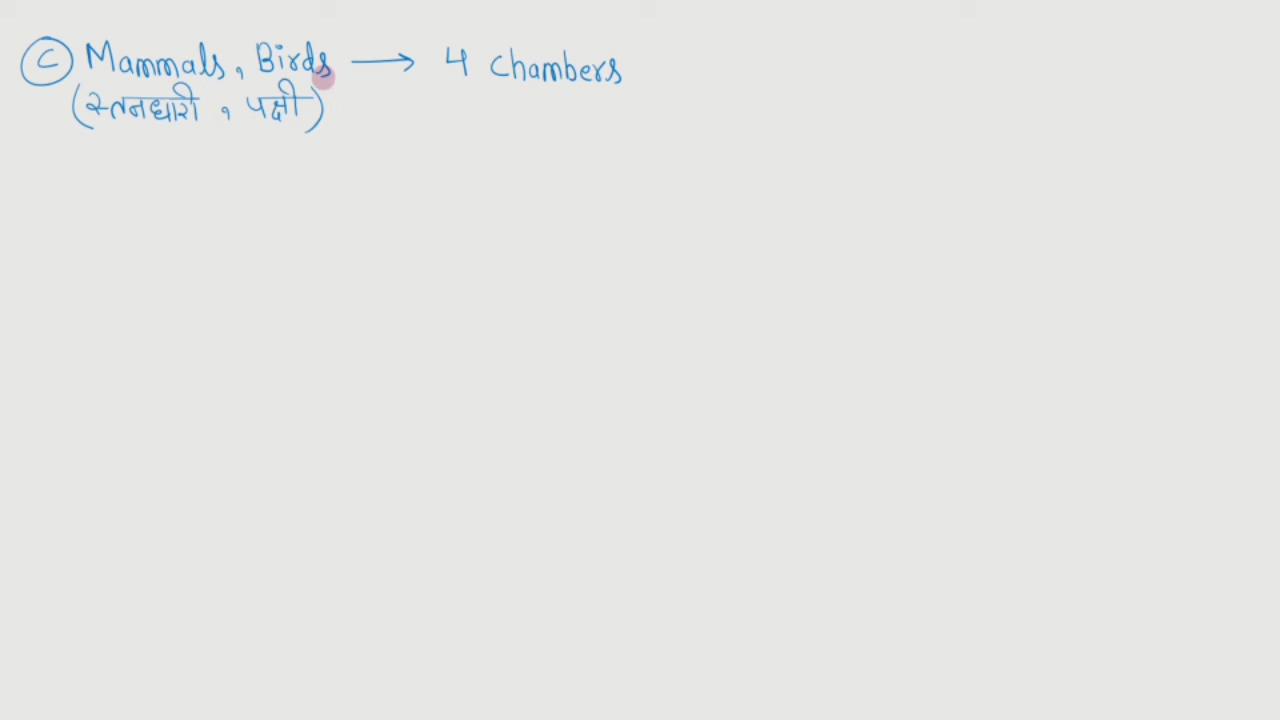 C Mammals, Birds → 4 chambers
(स्तनधारी, पक्षी)